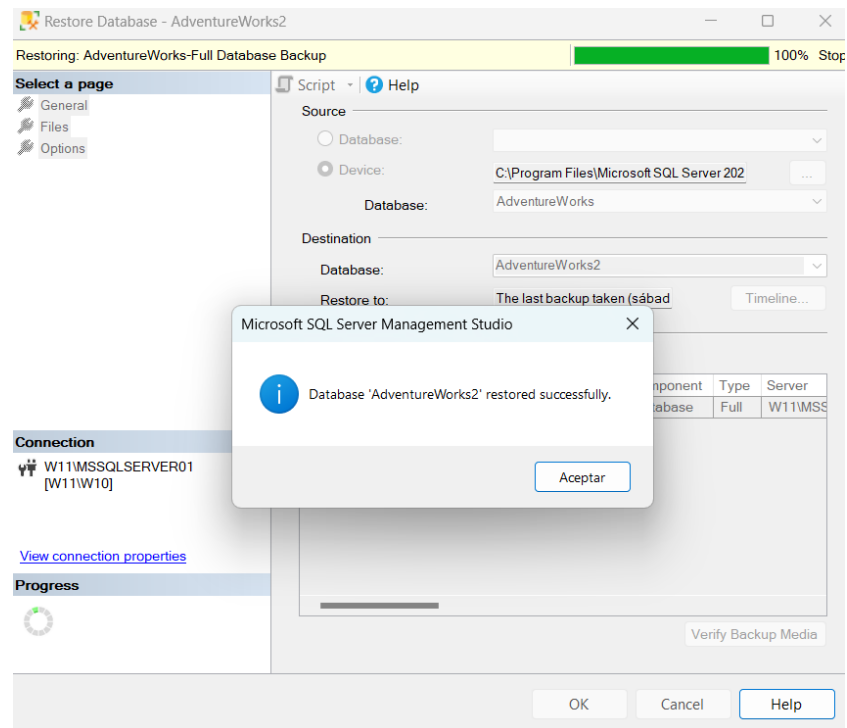 Restore Database - AdventureWorks2
Restoring: AdventureWorks-Full Database Backup
100% Stop
Select a page
General
Files
Options
Script
Help
Source
Database:
Device:
C:\Program Files\Microsoft SQL Server 202
...
Database:
AdventureWorks
Destination
Database:
AdventureWorks2
Restore to:
The last backup taken (sábad
Timeline...
Type
Server
Full
W11\MSS
Microsoft SQL Server Management Studio
Database 'AdventureWorks2' restored successfully.
Aceptar
Connection
W11\MSSQLSERVER01
[W11\W10]
View connection properties
Progress
Verify Backup Media
OK
Cancel
Help